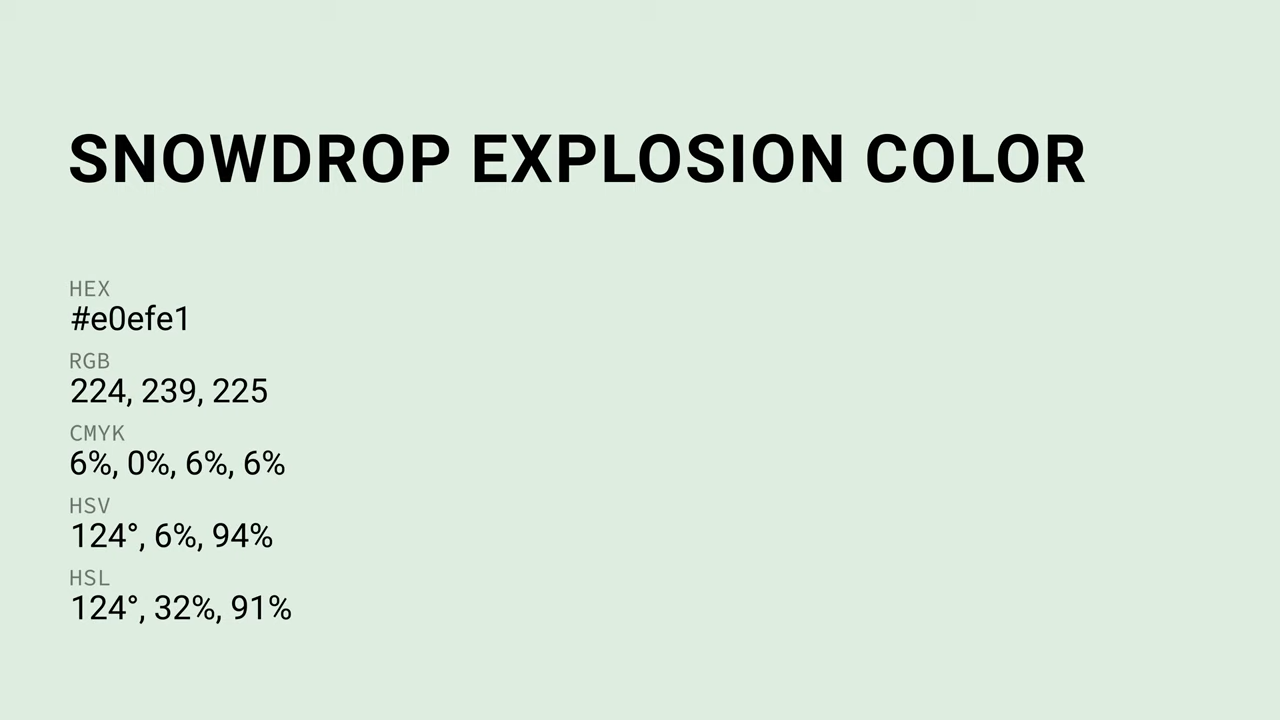 SNOWDROP EXPLOSION COLOR
HEX
#e0efe1
RGB
224, 239, 225
CMYK
6%, 0%, 6%, 6%
HSV
124°, 6%, 94%
HSL
124°, 32%, 91%